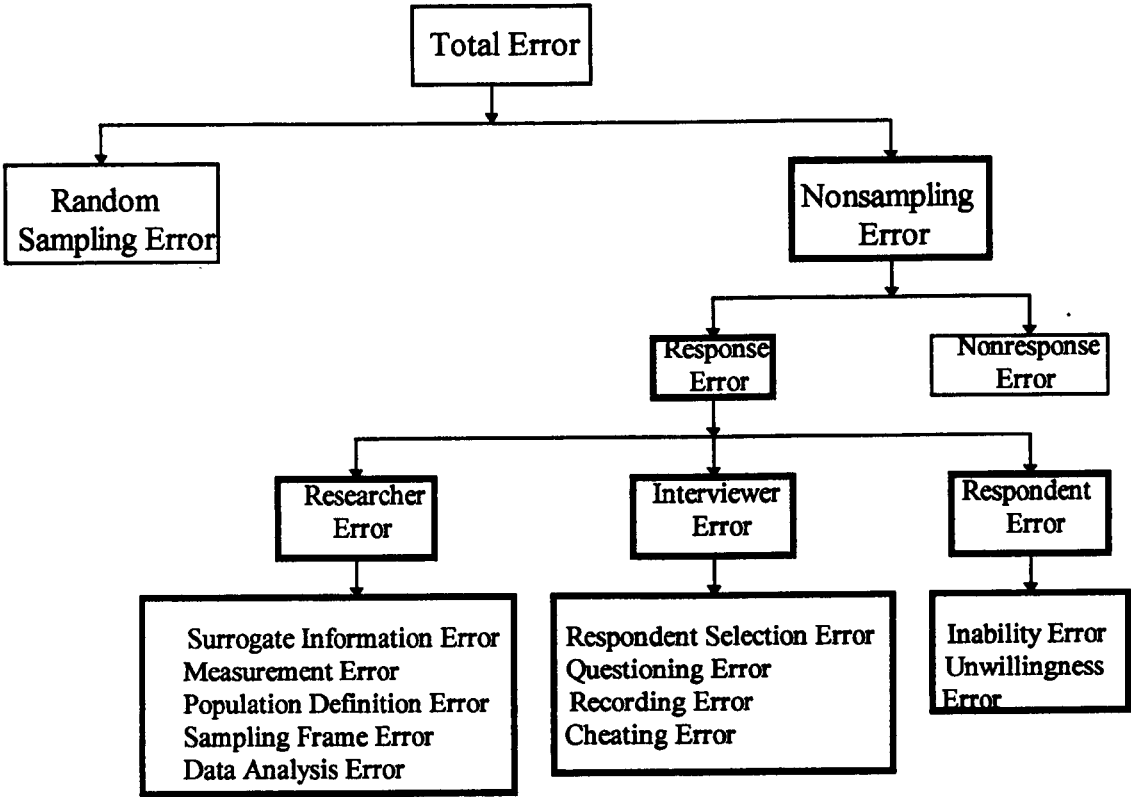 Total Error
Random
Sampling Error
Nonsampling
Error
Response
Error
Nonresponse
Error
Researcher
Error
Interviewer
Error
Respondent
Error
Surrogate Information Error
Measurement Error
Population Definition Error
Sampling Frame Error
Data Analysis Error
Respondent Selection Error
Questioning Error
Recording Error
Cheating Error
Inability Error
Unwillingness
Error